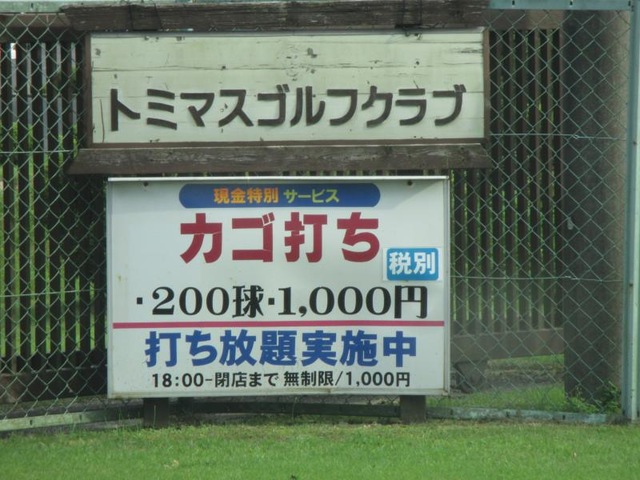 トミマスゴルフクラブ
現金特別 サービス
カゴ打ち
税別
・200球・1,000円
打ち放題実施中
18:00-閉店まで 無制限/1,000円